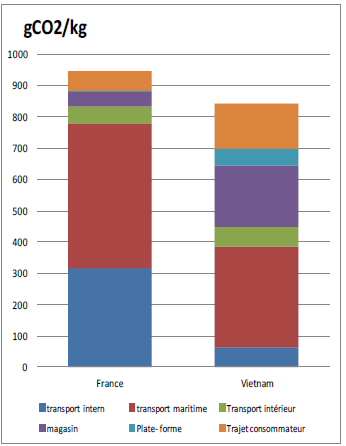 gCO2/kg
1000
900
800
700
600
500
400
300
200
100
0
France Vietnam
transport intern transport maritime Transport intérieur
magasin Plate-forme Trajet consommateur